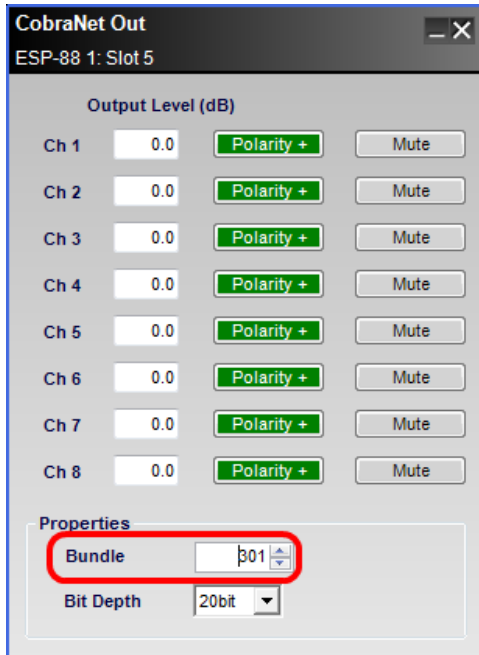 CobraNet Out
ESP-88 1: Slot 5
Output Level (dB)
Ch 1 0.0 Polarity + Mute
Ch 2 0.0 Polarity + Mute
Ch 3 0.0 Polarity + Mute
Ch 4 0.0 Polarity + Mute
Ch 5 0.0 Polarity + Mute
Ch 6 0.0 Polarity + Mute
Ch 7 0.0 Polarity + Mute
Ch 8 0.0 Polarity + Mute
Properties
Bundle 301
Bit Depth 20bit